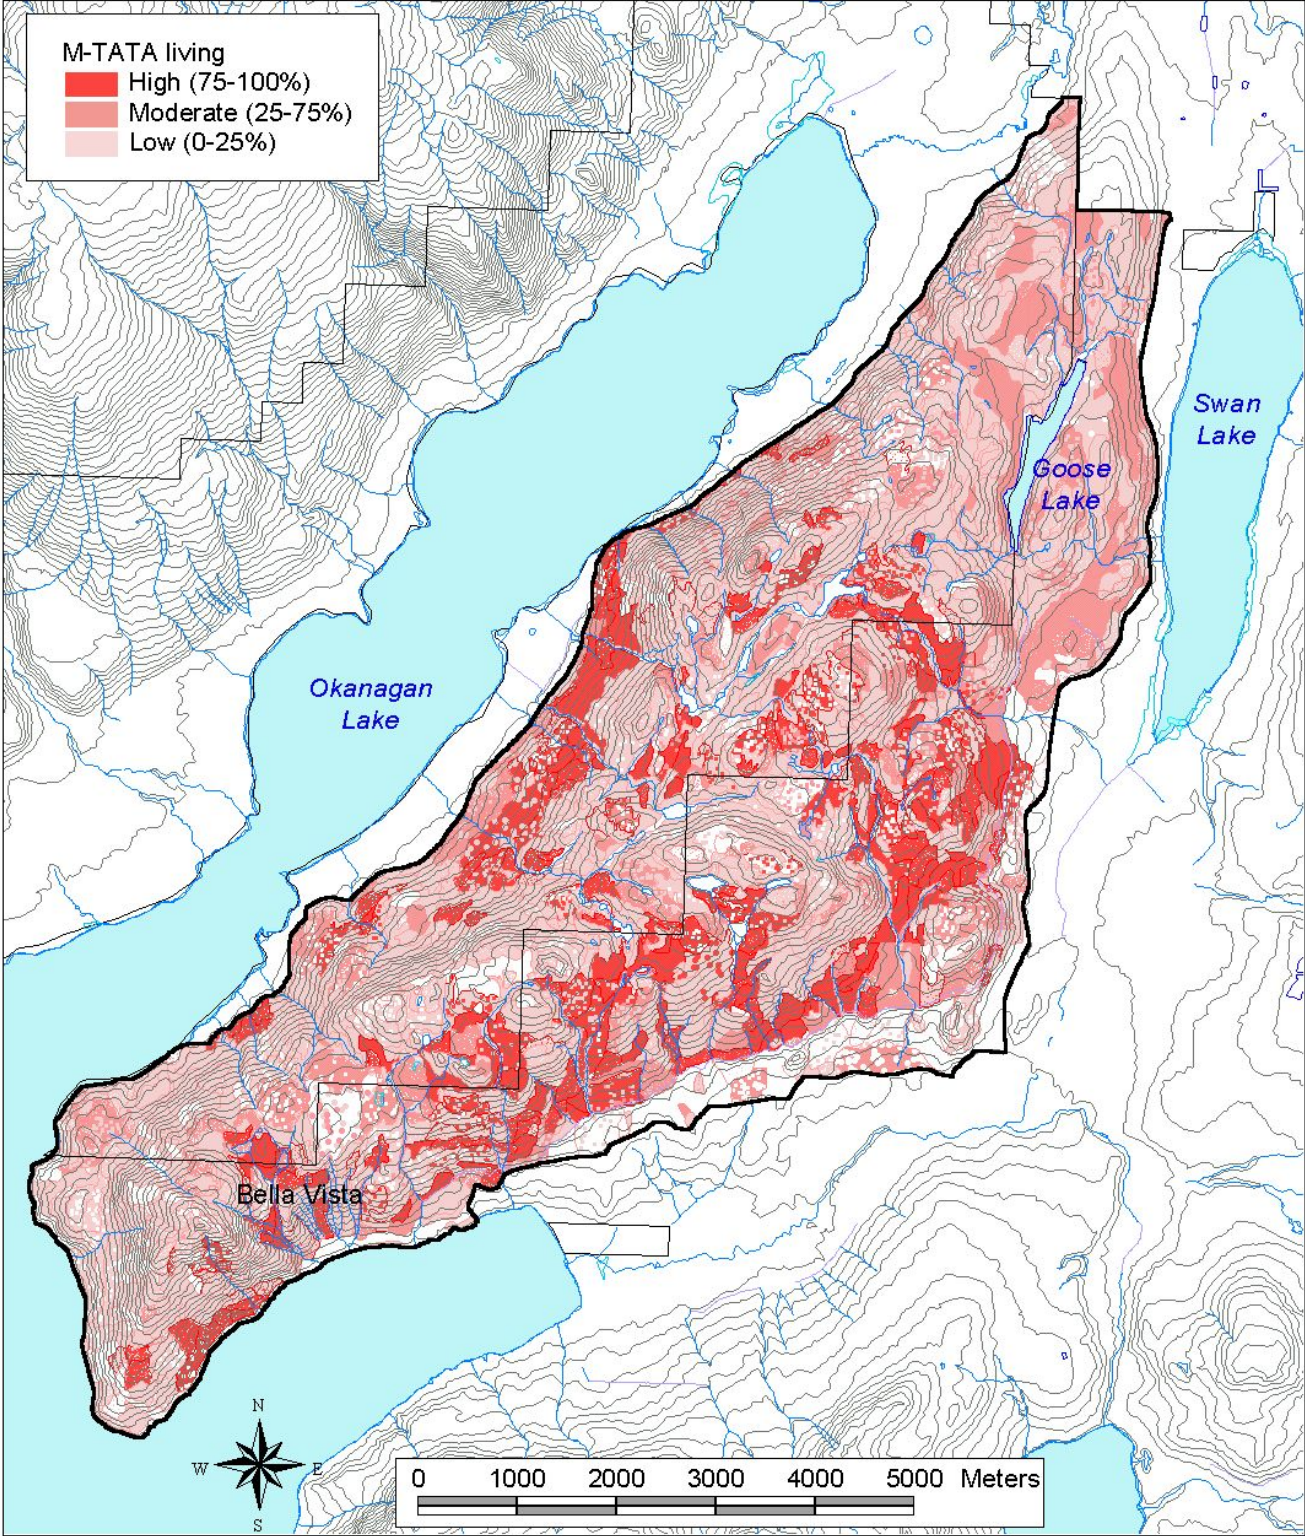 M-TATA living
High (75-100%)
Moderate (25-75%)
Low (0-25%)
Swan
Lake
Goose
Lake
Okanagan
Lake
Bella Vista
N
W
E
S
0 1000 2000 3000 4000 5000 Meters